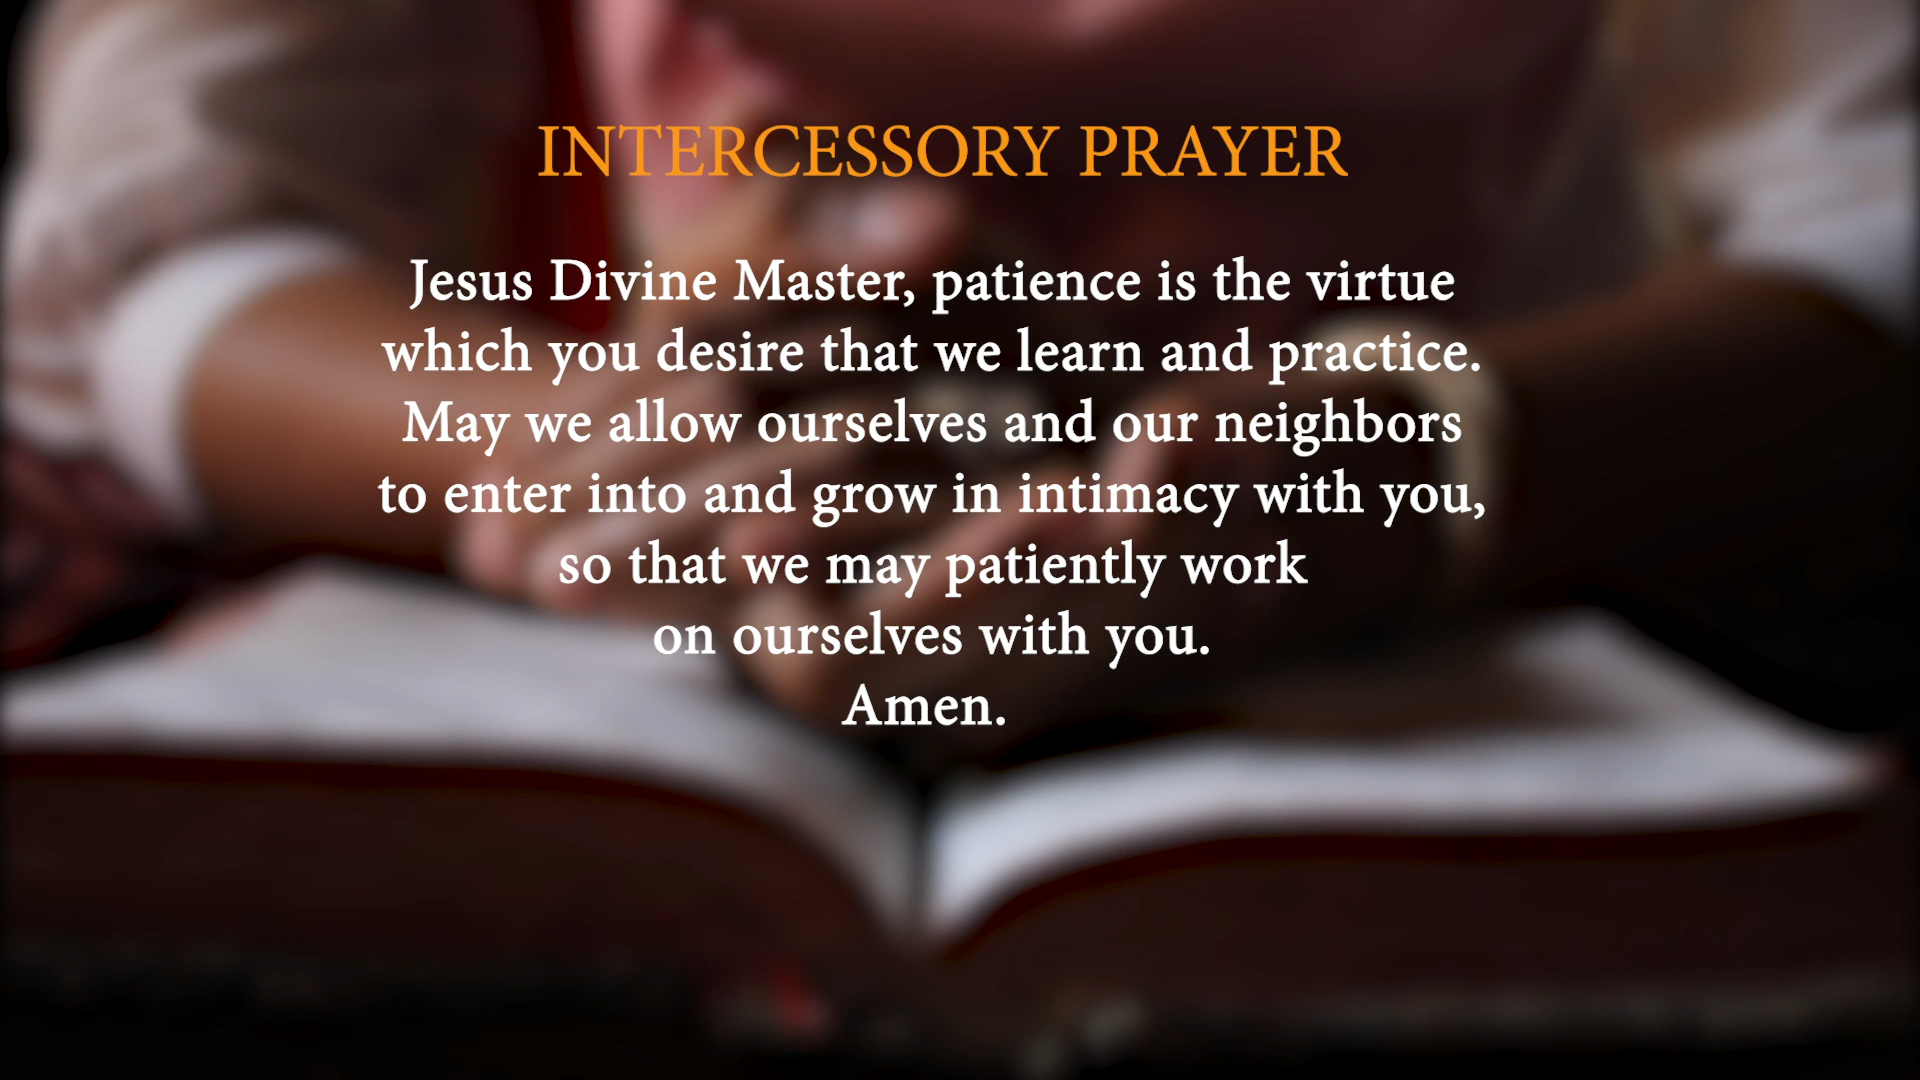 INTERCESSORY PRAYER
Jesus Divine Master, patience is the virtue
which you desire that we learn and practice.
May we allow ourselves and our neighbors
to enter into and grow in intimacy with you,
so that we may patiently work
on ourselves with you.
Amen.